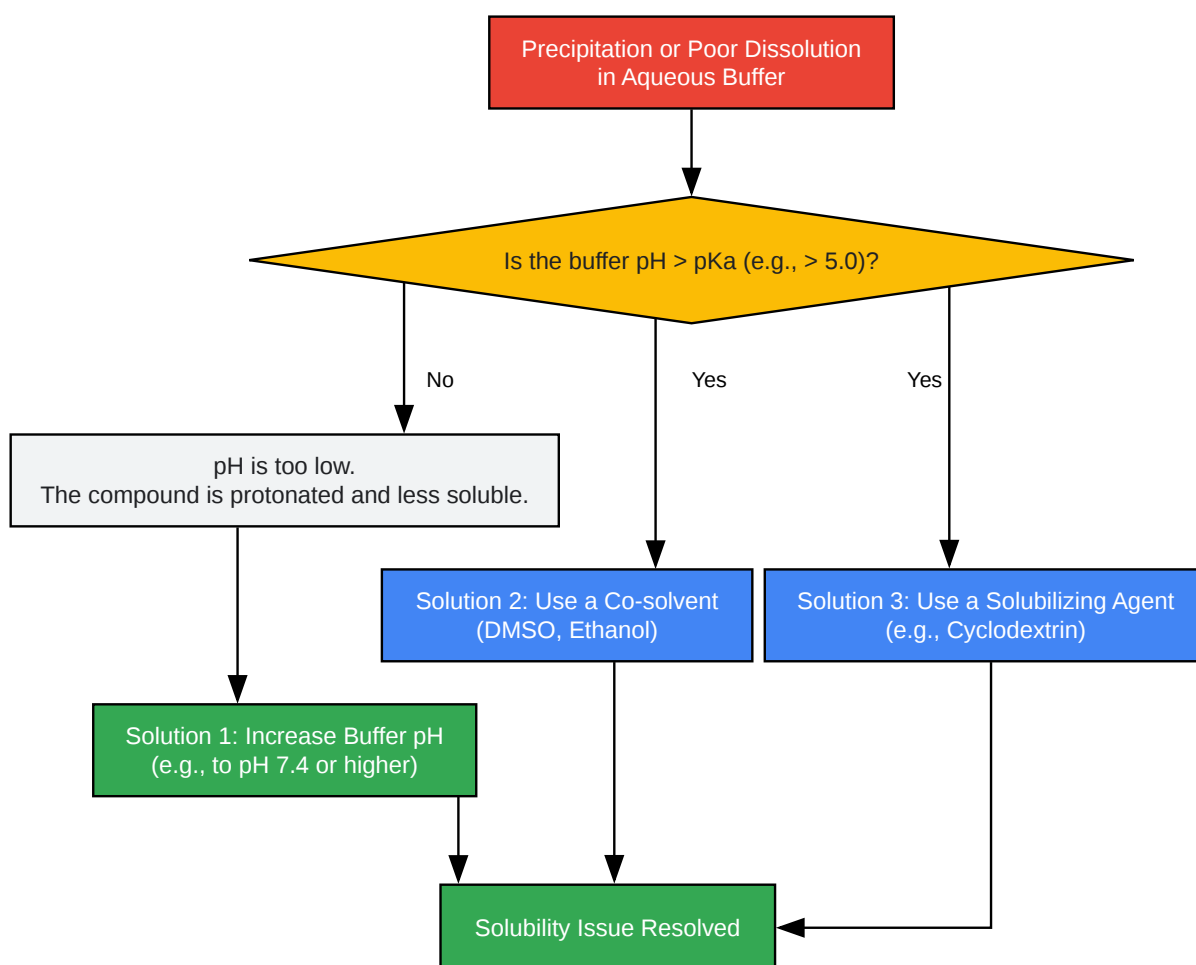 Precipitation or Poor Dissolution
in Aqueous Buffer
Is the buffer pH > pKa (e.g., > 5.0)?
No
Yes
Yes
pH is too low.
The compound is protonated and less soluble.
Solution 2: Use a Co-solvent
(DMSO, Ethanol)
Solution 3: Use a Solubilizing Agent
(e.g., Cyclodextrin)
Solution 1: Increase Buffer pH
(e.g., to pH 7.4 or higher)
Solubility Issue Resolved